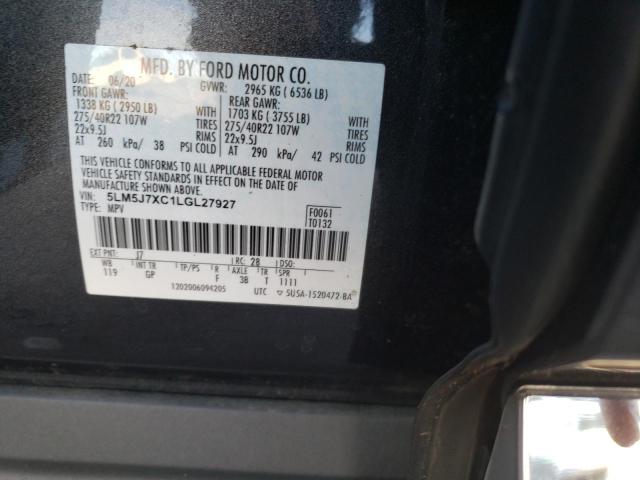 MFD. BY FORD MOTOR CO.
DATE: 06/20 GVWR: 2965 KG ( 6536 LB)
FRONT GAWR: REAR GAWR:
1338 KG ( 2950 LB) WITH 1703 KG ( 3755 LB) WITH
275/40R22 107W TIRES 275/40R22 107W TIRES
22x9.5J RIMS 22x9.5J RIMS
AT 260 kPa/ 38 PSI COLD AT 290 kPa/ 42 PSI COLD
THIS VEHICLE CONFORMS TO ALL APPLICABLE FEDERAL MOTOR
VEHICLE SAFETY STANDARDS IN EFFECT ON THE DATE OF
MANUFACTURE SHOWN ABOVE.
VIN: 5LM5J7XC1LGL27927 F0061
TYPE: MPV T0132
EXT PNT: J7 RC: 28 DSO:
WB INT TR TP/PS R AXLE TR SPR
119 GP F 3B T 1111
1202006094205 UTC ▽ 5USA-1520472-BA